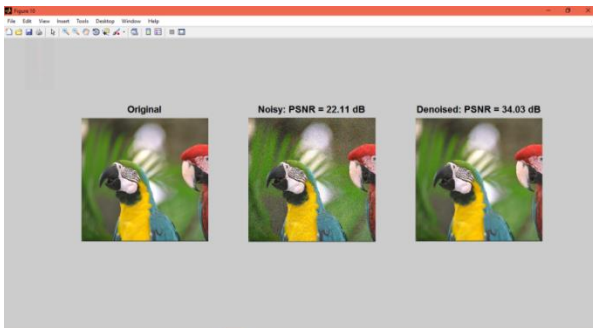 Figure 10
File Edit View Insert Tools Desktop Window Help
Original
Noisy: PSNR = 22.11 dB
Denoised: PSNR = 34.03 dB